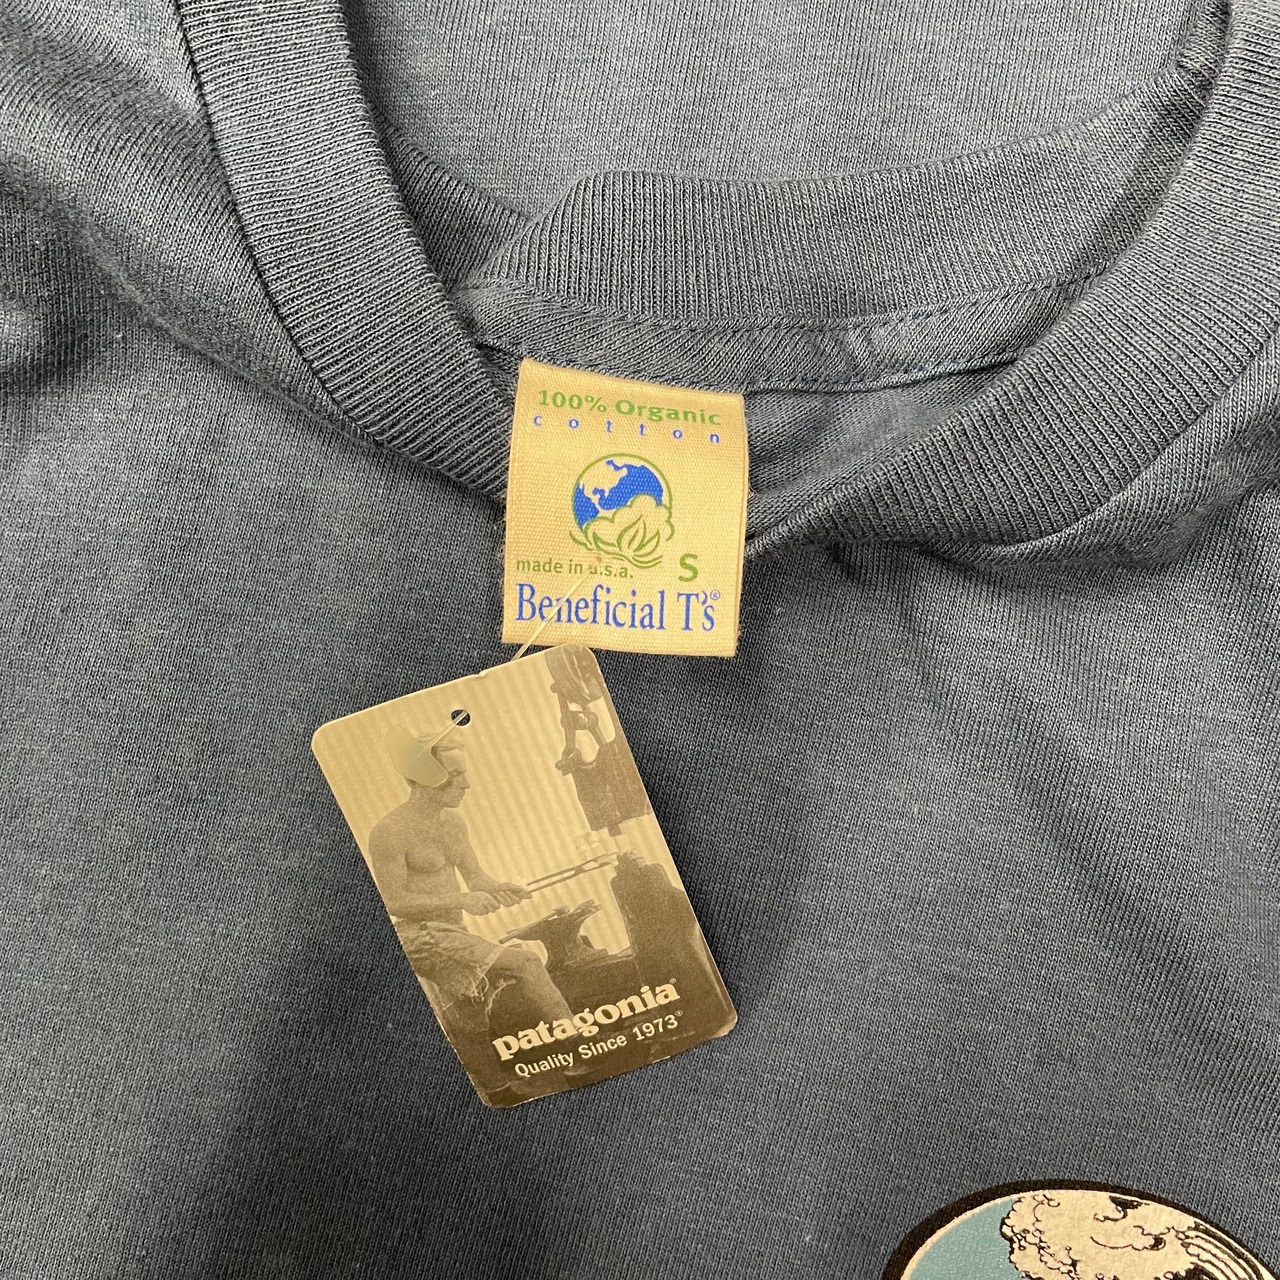 100% Organic
cotton
made in u.s.a.
S
Beneficial T's®
patagonia®
Quality Since 1973®